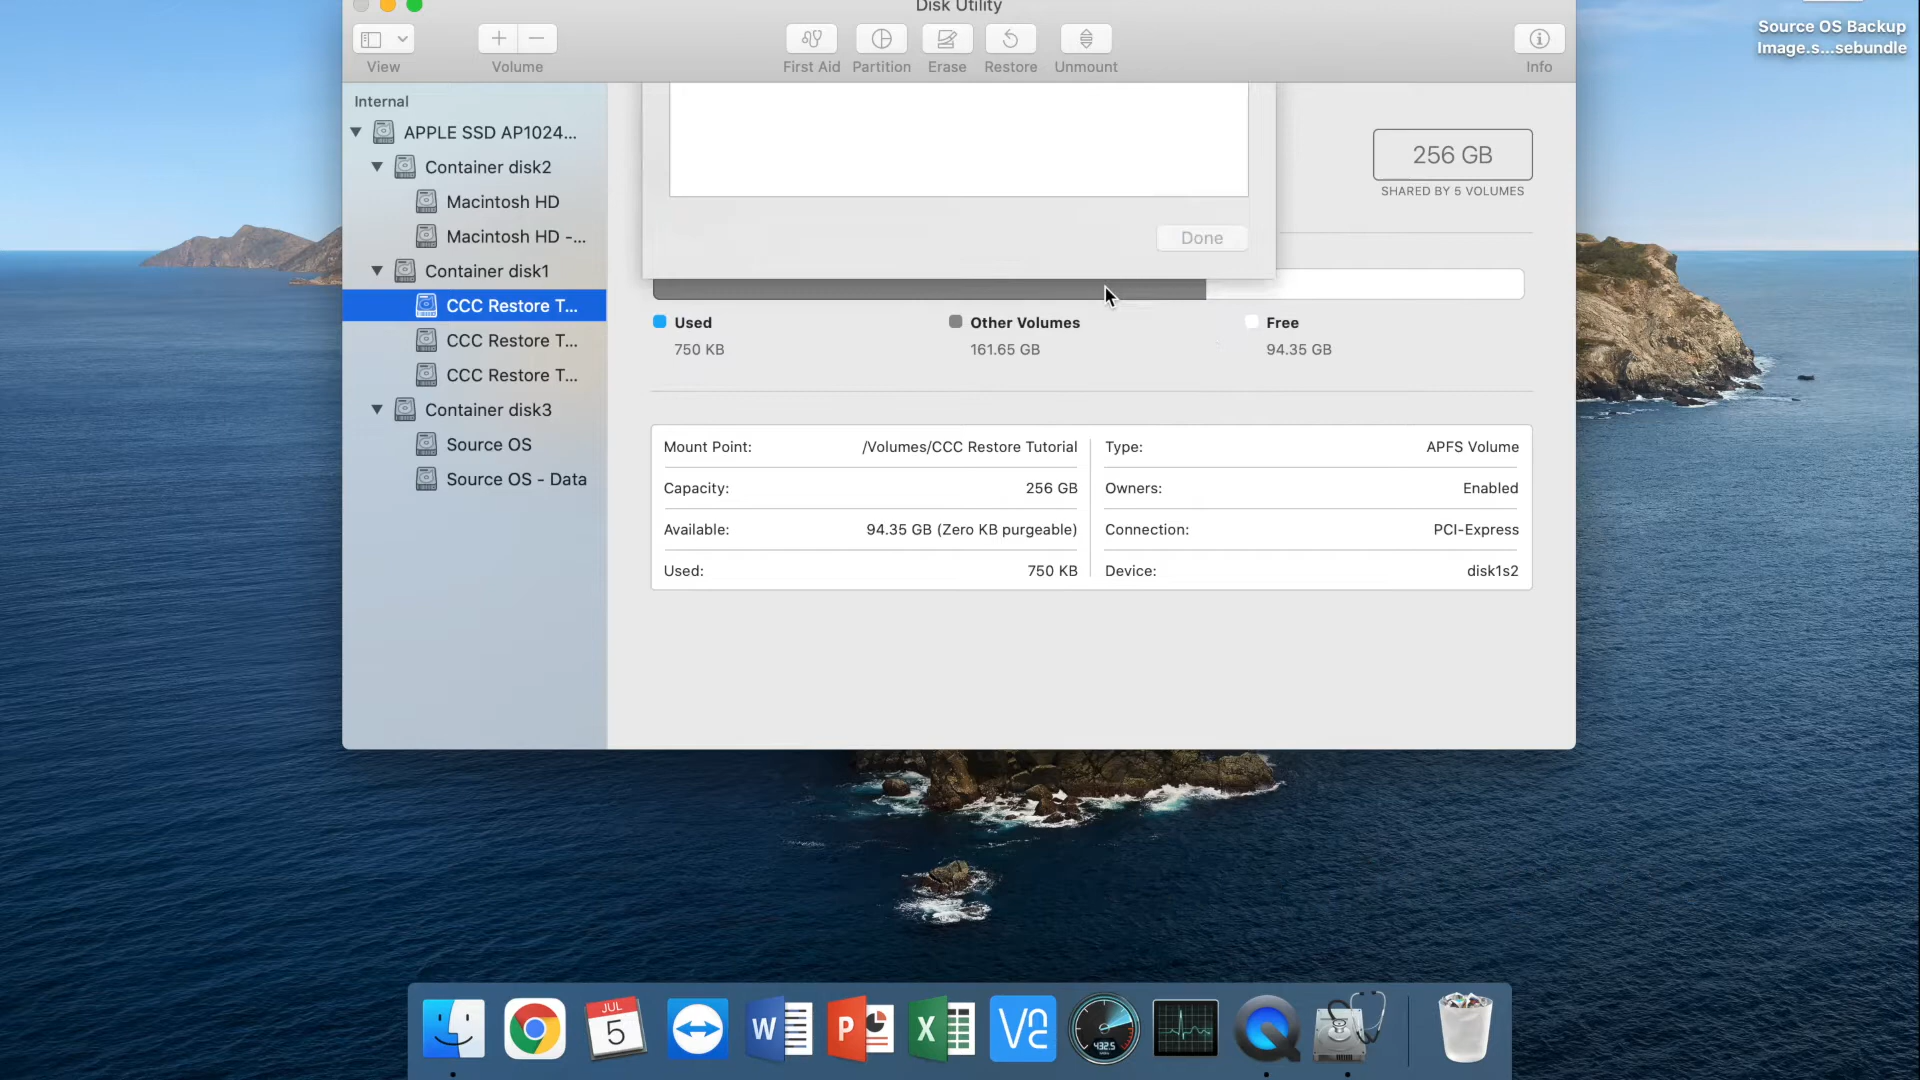 Disk Utility
Source OS Backup
Image.s...sebundle
View
Volume
First Aid
Partition
Erase
Restore
Unmount
Info
Internal
APPLE SSD AP1024...
Container disk2
Macintosh HD
Macintosh HD -...
Container disk1
CCC Restore T...
CCC Restore T...
CCC Restore T...
Container disk3
Source OS
Source OS - Data
256 GB
SHARED BY 5 VOLUMES
Done
Used
750 KB
Other Volumes
161.65 GB
Free
94.35 GB
Mount Point: /Volumes/CCC Restore Tutorial
Capacity: 256 GB
Available: 94.35 GB (Zero KB purgeable)
Used: 750 KB
Type: APFS Volume
Owners: Enabled
Connection: PCI-Express
Device: disk1s2
JUL
5
W
P
X
VNC
432.5